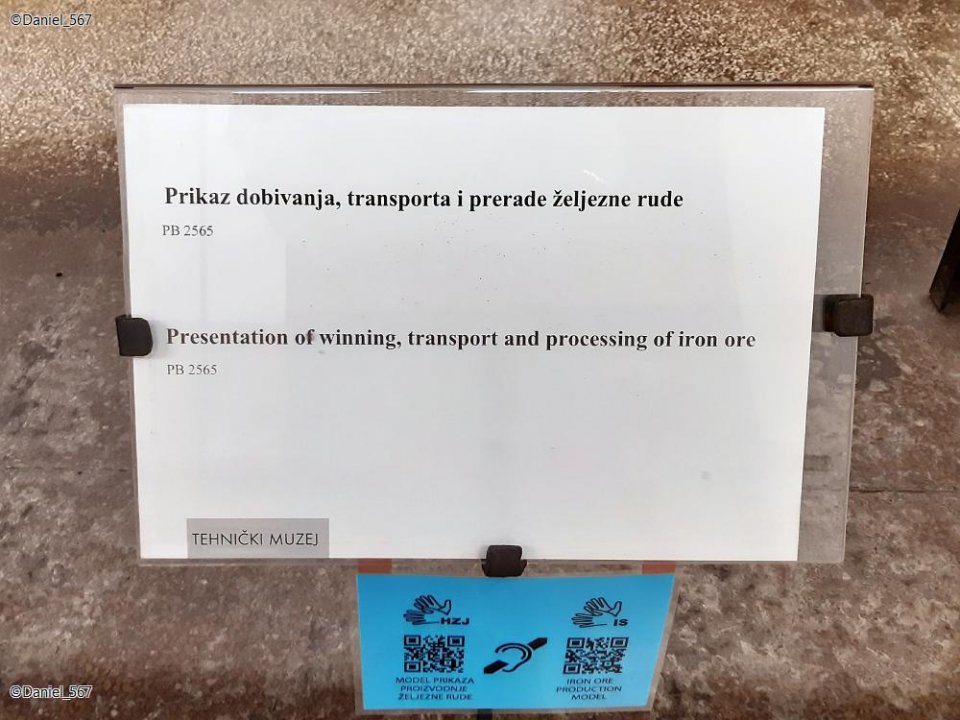 ©Daniel_567
Prikaz dobivanja, transporta i prerade željezne rude
PB 2565
Presentation of winning, transport and processing of iron ore
PB 2565
TEHNIČKI MUZEJ
HZJ
MODEL PRIKAZA
PROIZVODNJE
ŽELJEZNE RUDE
IS
IRON ORE
PRODUCTION
MODEL
©Daniel_567